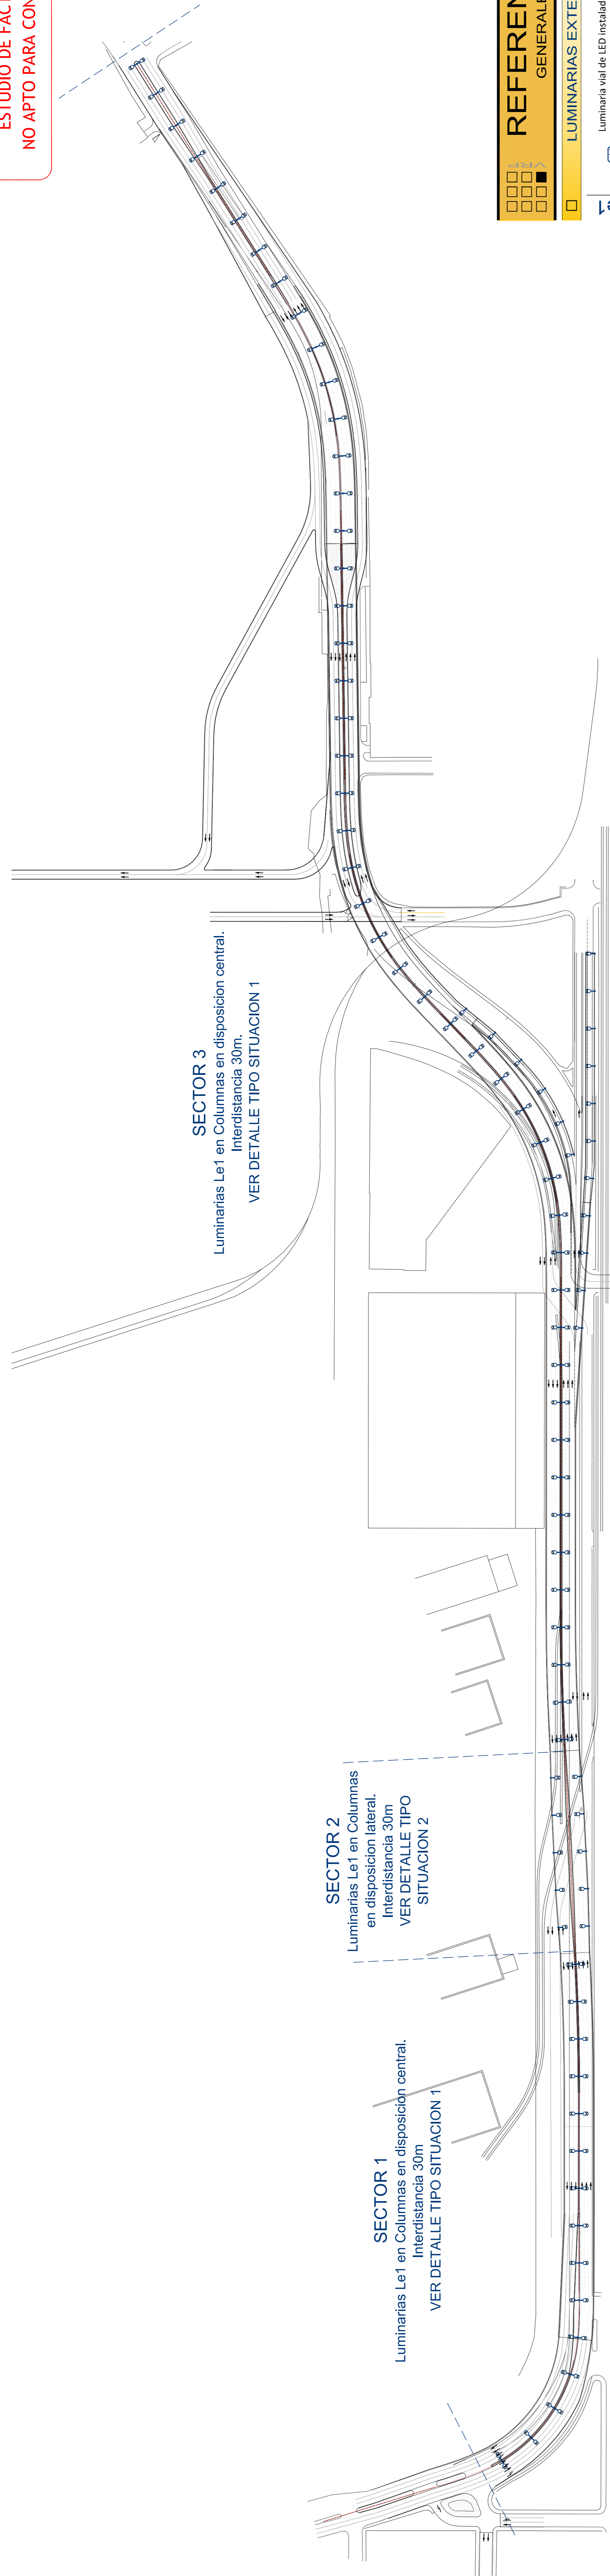 ESTUDIO DE
NO APTO PARA CON
REFEREN
GENERALE
LUMINARIAS EXTE
Luminaria vial de LED instalad
SECTOR 3
Luminarias Le1 en Columnas en disposicion central.
Interdistancia 30m.
VER DETALLE TIPO SITUACION 1
SECTOR 2
Luminarias Le1 en Columnas
en disposicion lateral.
Interdistancia 30m
VER DETALLE TIPO
SITUACION 2
SECTOR 1
Luminarias Le1 en Columnas en disposicion central.
Interdistancia 30m
VER DETALLE TIPO SITUACION 1